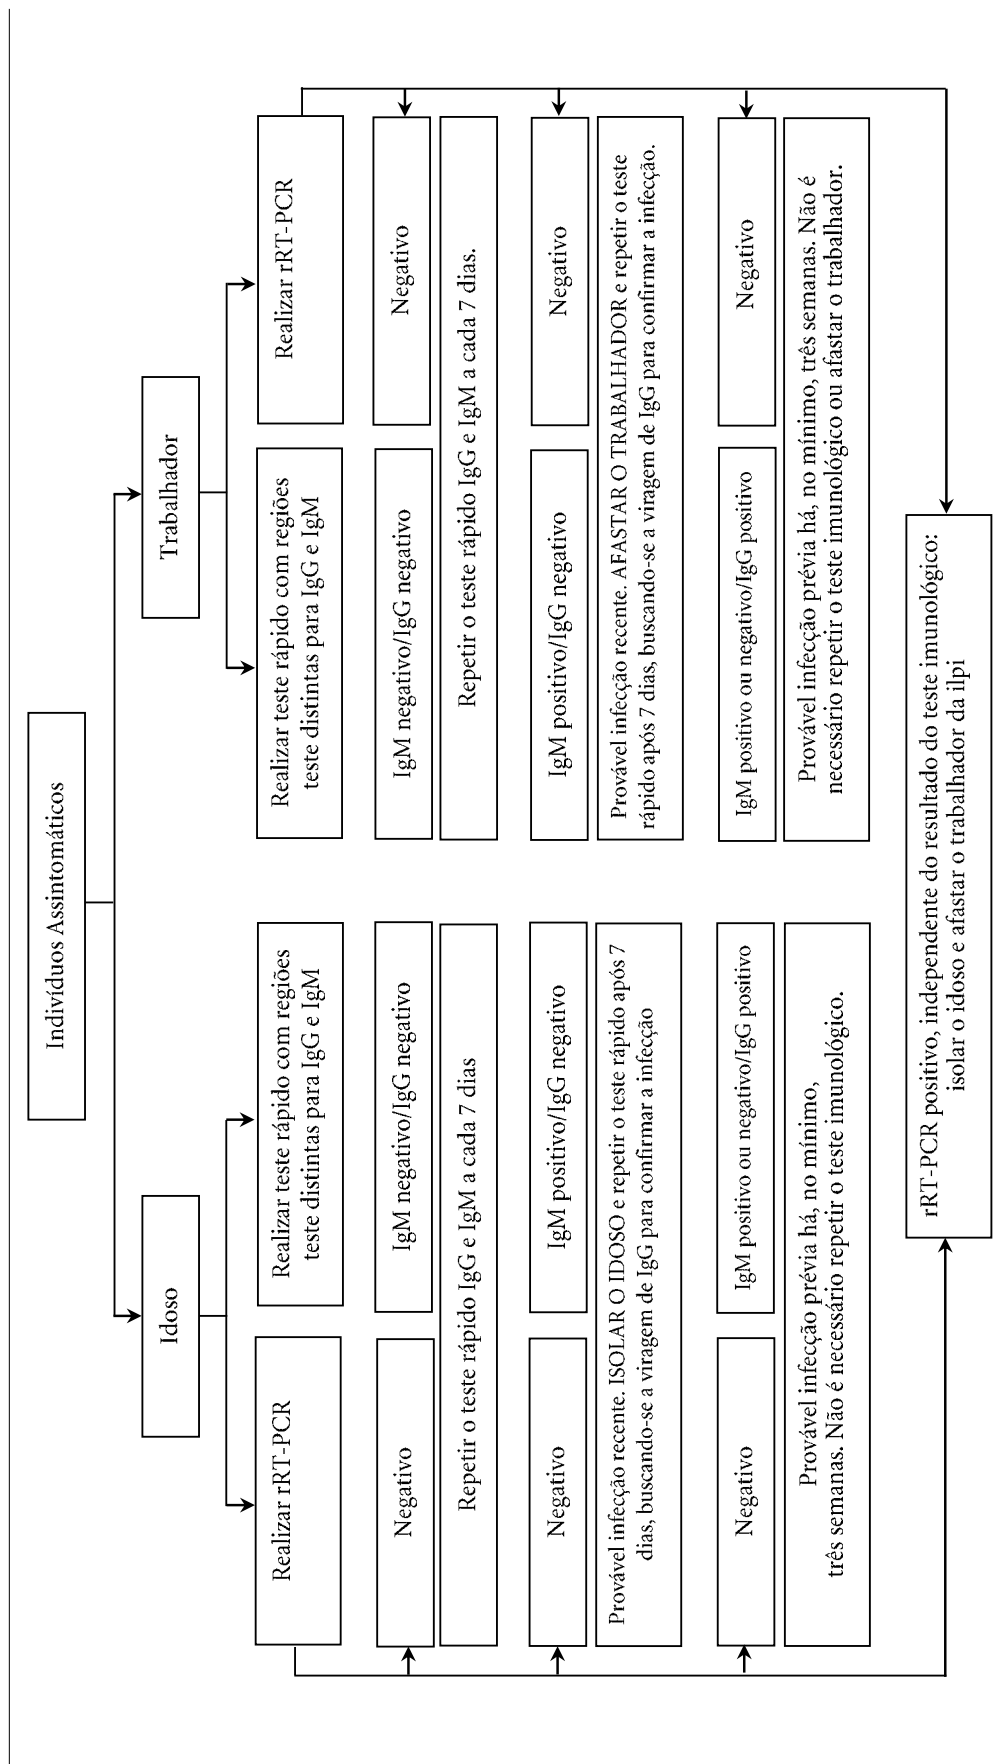 Indivíduos Assintomáticos
Idoso
Trabalhador
Realizar rRT-PCR
Realizar teste rápido com regiões
teste distintas para IgG e IgM
Realizar teste rápido com regiões
teste distintas para IgG e IgM
Realizar rRT-PCR
Negativo
IgM negativo/IgG negativo
IgM negativo/IgG negativo
Negativo
Repetir o teste rápido IgG e IgM a cada 7 dias
Repetir o teste rápido IgG e IgM a cada 7 dias.
Negativo
IgM positivo/IgG negativo
IgM positivo/IgG negativo
Negativo
Provável infecção recente. ISOLAR O IDOSO e repetir o teste rápido após 7
dias, buscando-se a viragem de IgG para confirmar a infecção
Provável infecção recente. AFASTAR O TRABALHADOR e repetir o teste
rápido após 7 dias, buscando-se a viragem de IgG para confirmar a infecção.
Negativo
IgM positivo ou negativo/IgG positivo
IgM positivo ou negativo/IgG positivo
Negativo
Provável infecção prévia há, no mínimo,
três semanas. Não é necessário repetir o teste imunológico.
Provável infecção prévia há, no mínimo, três semanas. Não é
necessário repetir o teste imunológico ou afastar o trabalhador.
rRT-PCR positivo, independente do resultado do teste imunológico:
isolar o idoso e afastar o trabalhador da ilpi